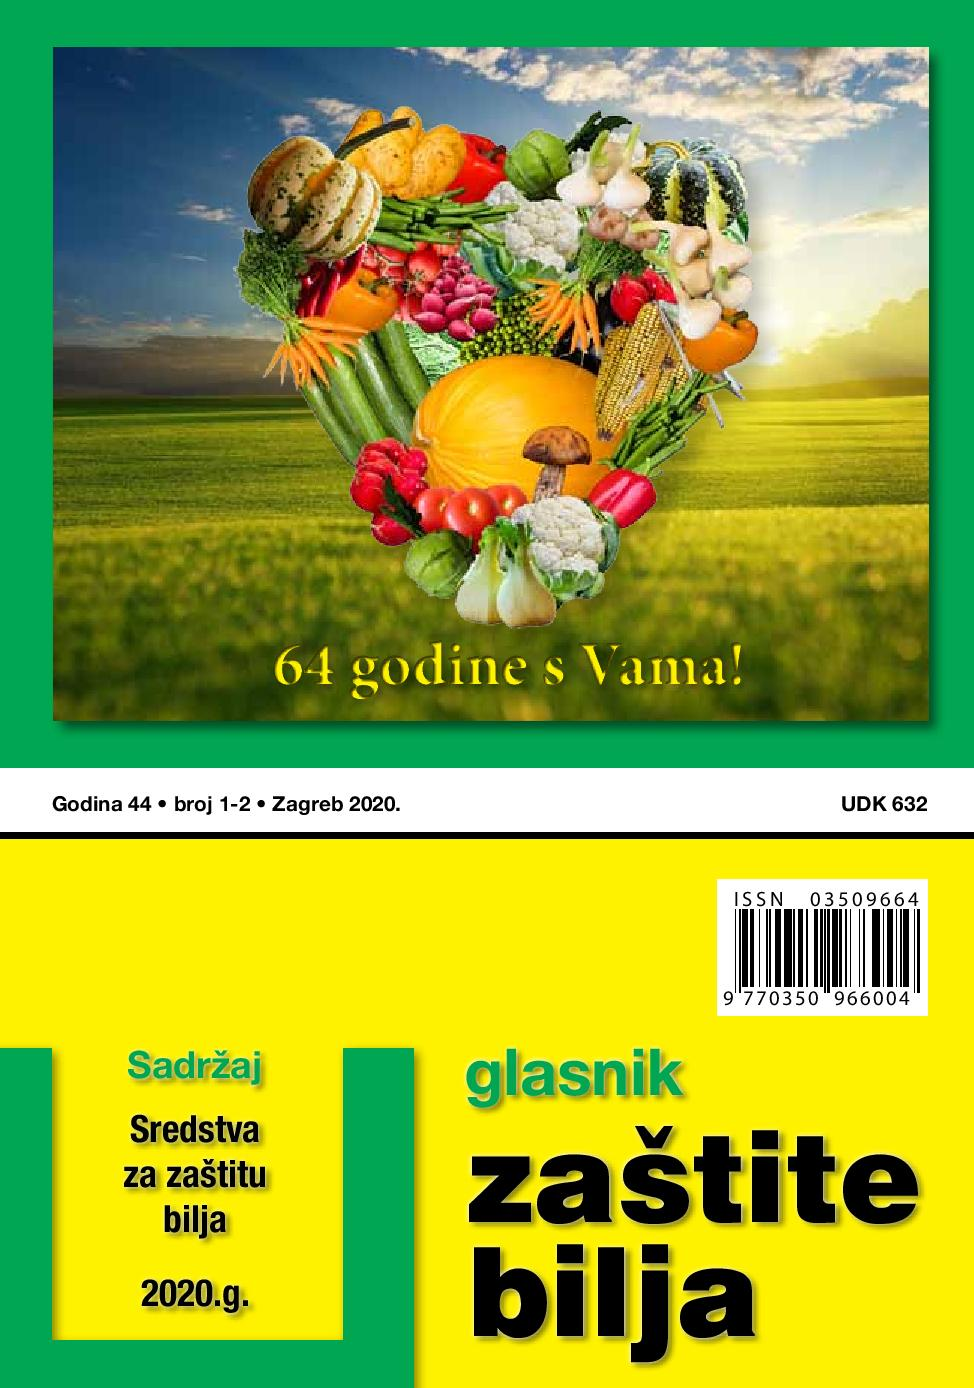 64 godine s Vama!
Godina 44 • broj 1-2 • Zagreb 2020.
UDK 632
ISSN 03509664
9 770350 966004
Sadržaj
Sredstva
za zaštitu
bilja
2020.g.
glasnik
zaštite
bilja